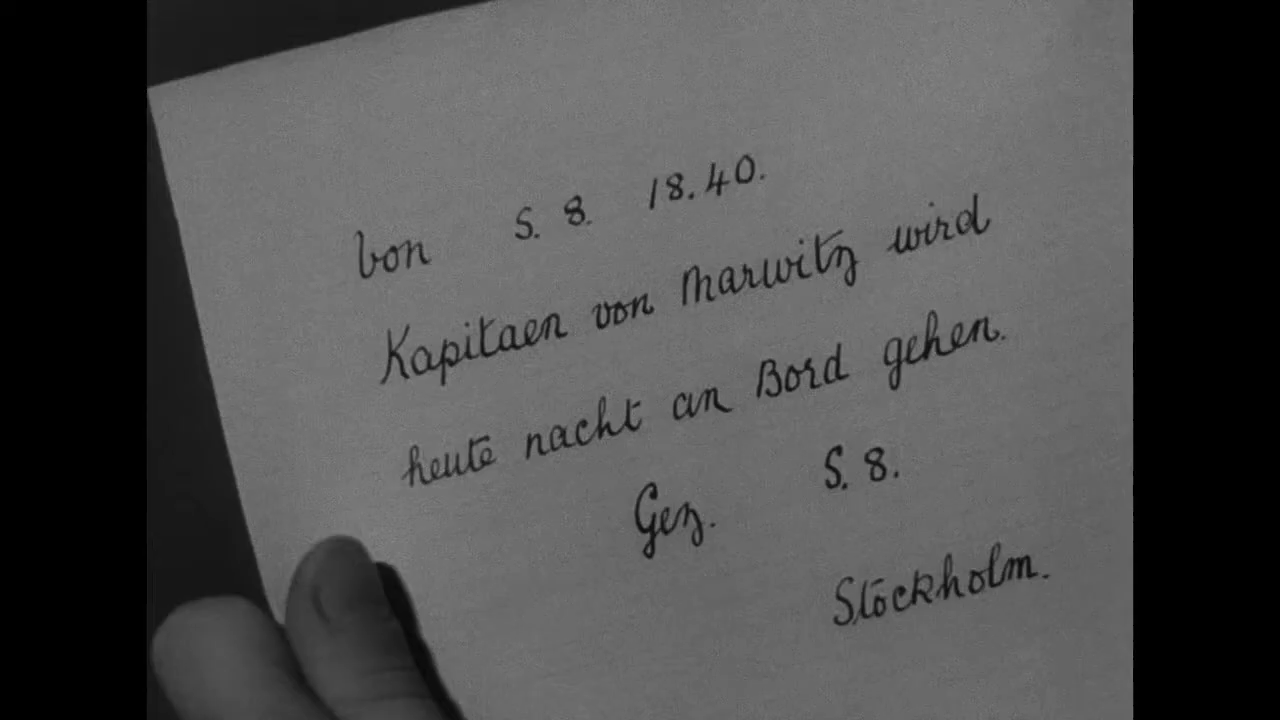 von S. 8. 18.40.
Kapitaen von Marwitz wird
heute nacht an Bord gehen.
Gez. S. 8.
Stockholm.